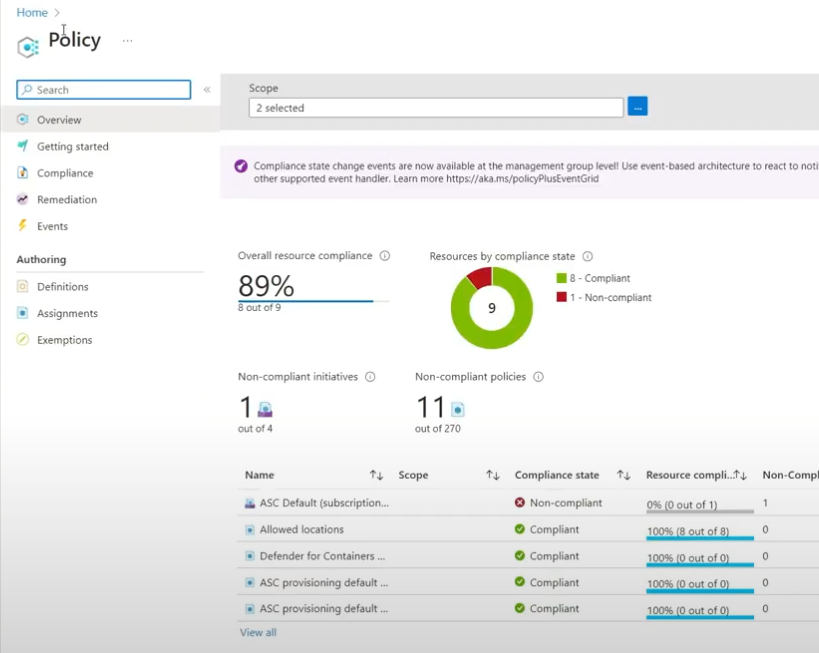 Home >
Policy ...
Search «
Overview
Getting started
Compliance
Remediation
Events
Authoring
Definitions
Assignments
Exemptions
Scope
2 selected
...
Compliance state change events are now available at the management group level! Use event-based architecture to react to noti
other supported event handler. Learn more https://aka.ms/policyPlusEventGrid
Overall resource compliance
89%
8 out of 9
Resources by compliance state
9
8 - Compliant
1 - Non-compliant
Non-compliant initiatives
1
out of 4
Non-compliant policies
11
out of 270
Name Scope Compliance state Resource compli... Non-Compl
ASC Default (subscription... Non-compliant 0% (0 out of 1) 1
Allowed locations Compliant 100% (8 out of 8) 0
Defender for Containers ... Compliant 100% (0 out of 0) 0
ASC provisioning default ... Compliant 100% (0 out of 0) 0
ASC provisioning default ... Compliant 100% (0 out of 0) 0
View all